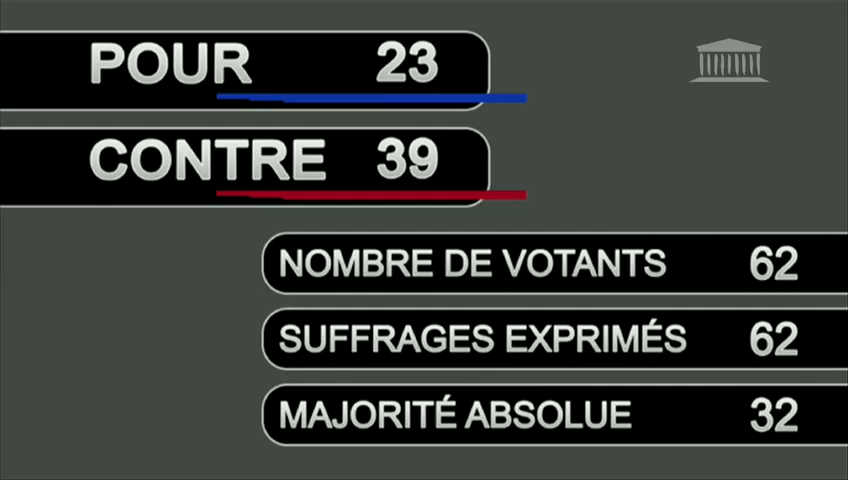 POUR 23
CONTRE 39
NOMBRE DE VOTANTS 62
SUFFRAGES EXPRIMÉS 62
MAJORITÉ ABSOLUE 32